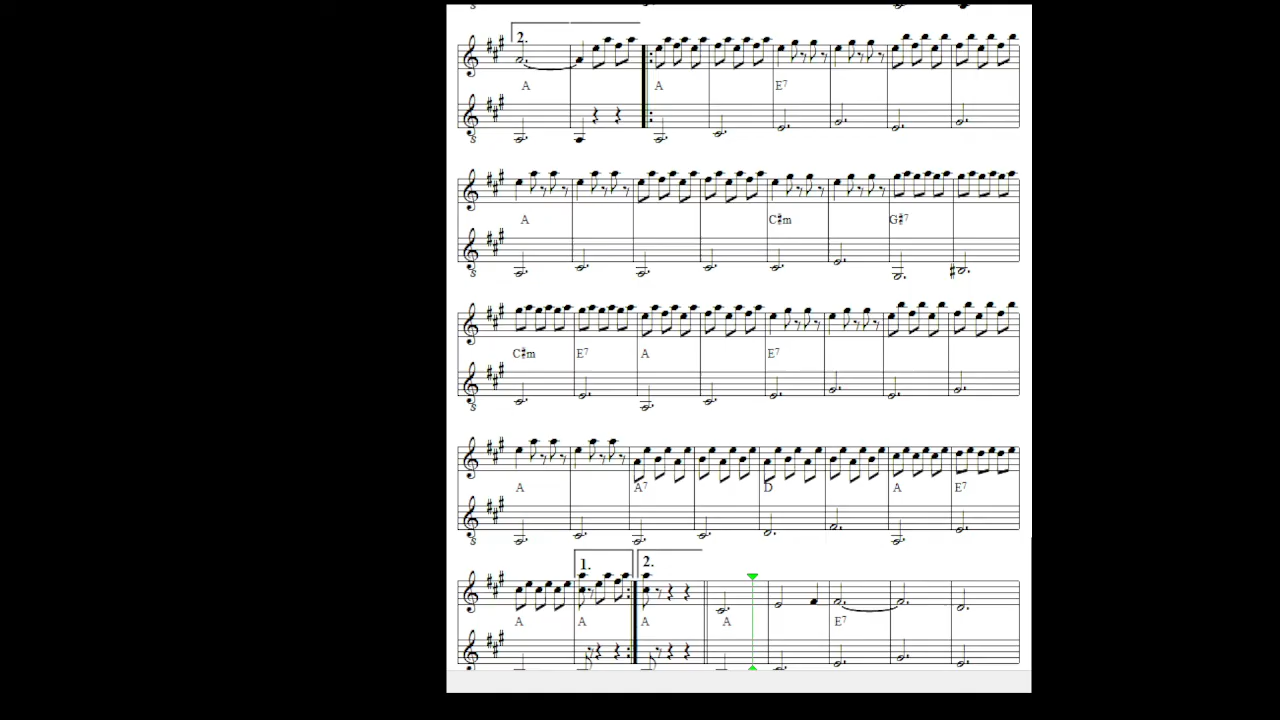 2.
A A E7
A C♯m G♯7
C♯m E7 A E7
A A7 D A E7
1. 2.
A A A A E7